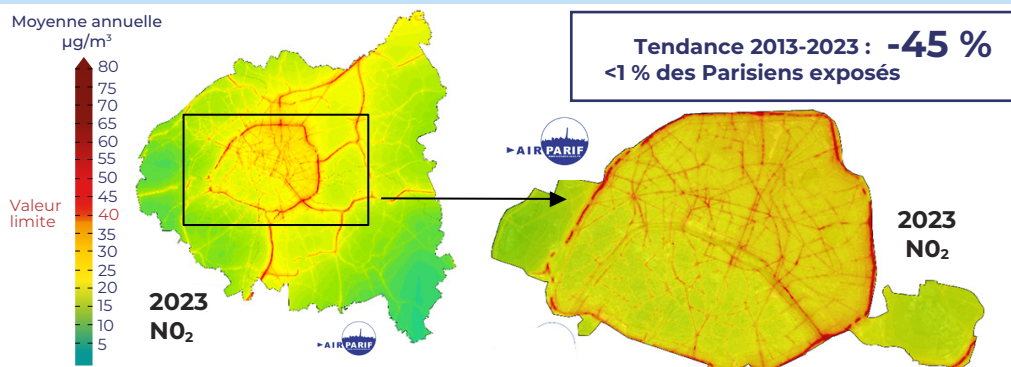 Moyenne annuelle
µg/m³
80
75
70
65
60
55
50
45
40
35
30
25
20
15
10
5
Valeur
limite
2023
N0₂
AIRPARIF
Tendance 2013-2023 : -45 %
<1 % des Parisiens exposés
AIRPARIF
2023
N0₂